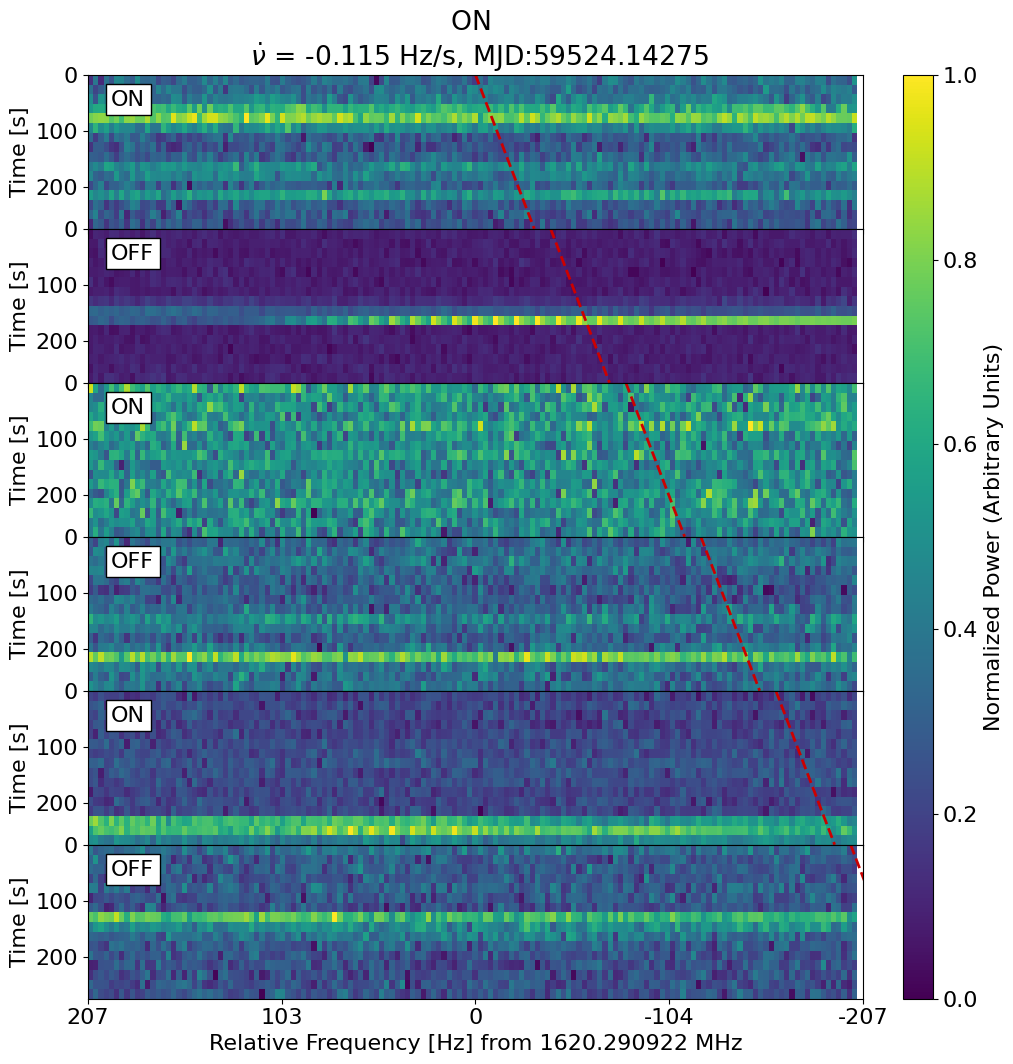 ON
ν̇ = -0.115 Hz/s, MJD:59524.14275
0
ON
100
200
Time [s]
0
OFF
100
200
Time [s]
0
ON
100
200
Time [s]
0
OFF
100
200
Time [s]
0
ON
100
200
Time [s]
0
OFF
100
200
Time [s]
207
103
0
-104
-207
Relative Frequency [Hz] from 1620.290922 MHz
1.0
0.8
0.6
0.4
0.2
0.0
Normalized Power (Arbitrary Units)